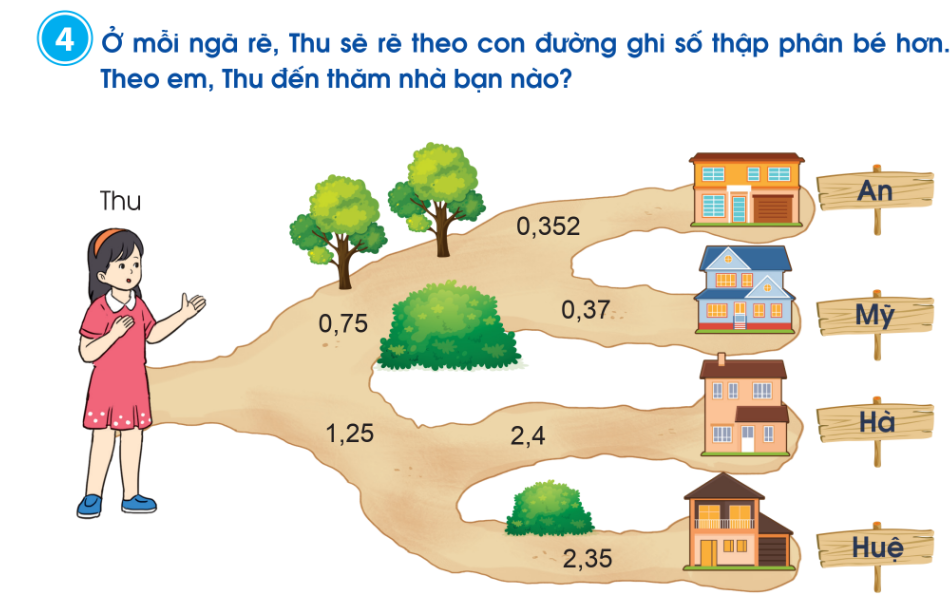 4 Ở mỗi ngã rẽ, Thu sẽ rẽ theo con đường ghi số thập phân bé hơn.
Theo em, Thu đến thăm nhà bạn nào?
Thu
An
0,352
0,37
Mỹ
0,75
1,25
2,4
Hà
2,35
Huệ